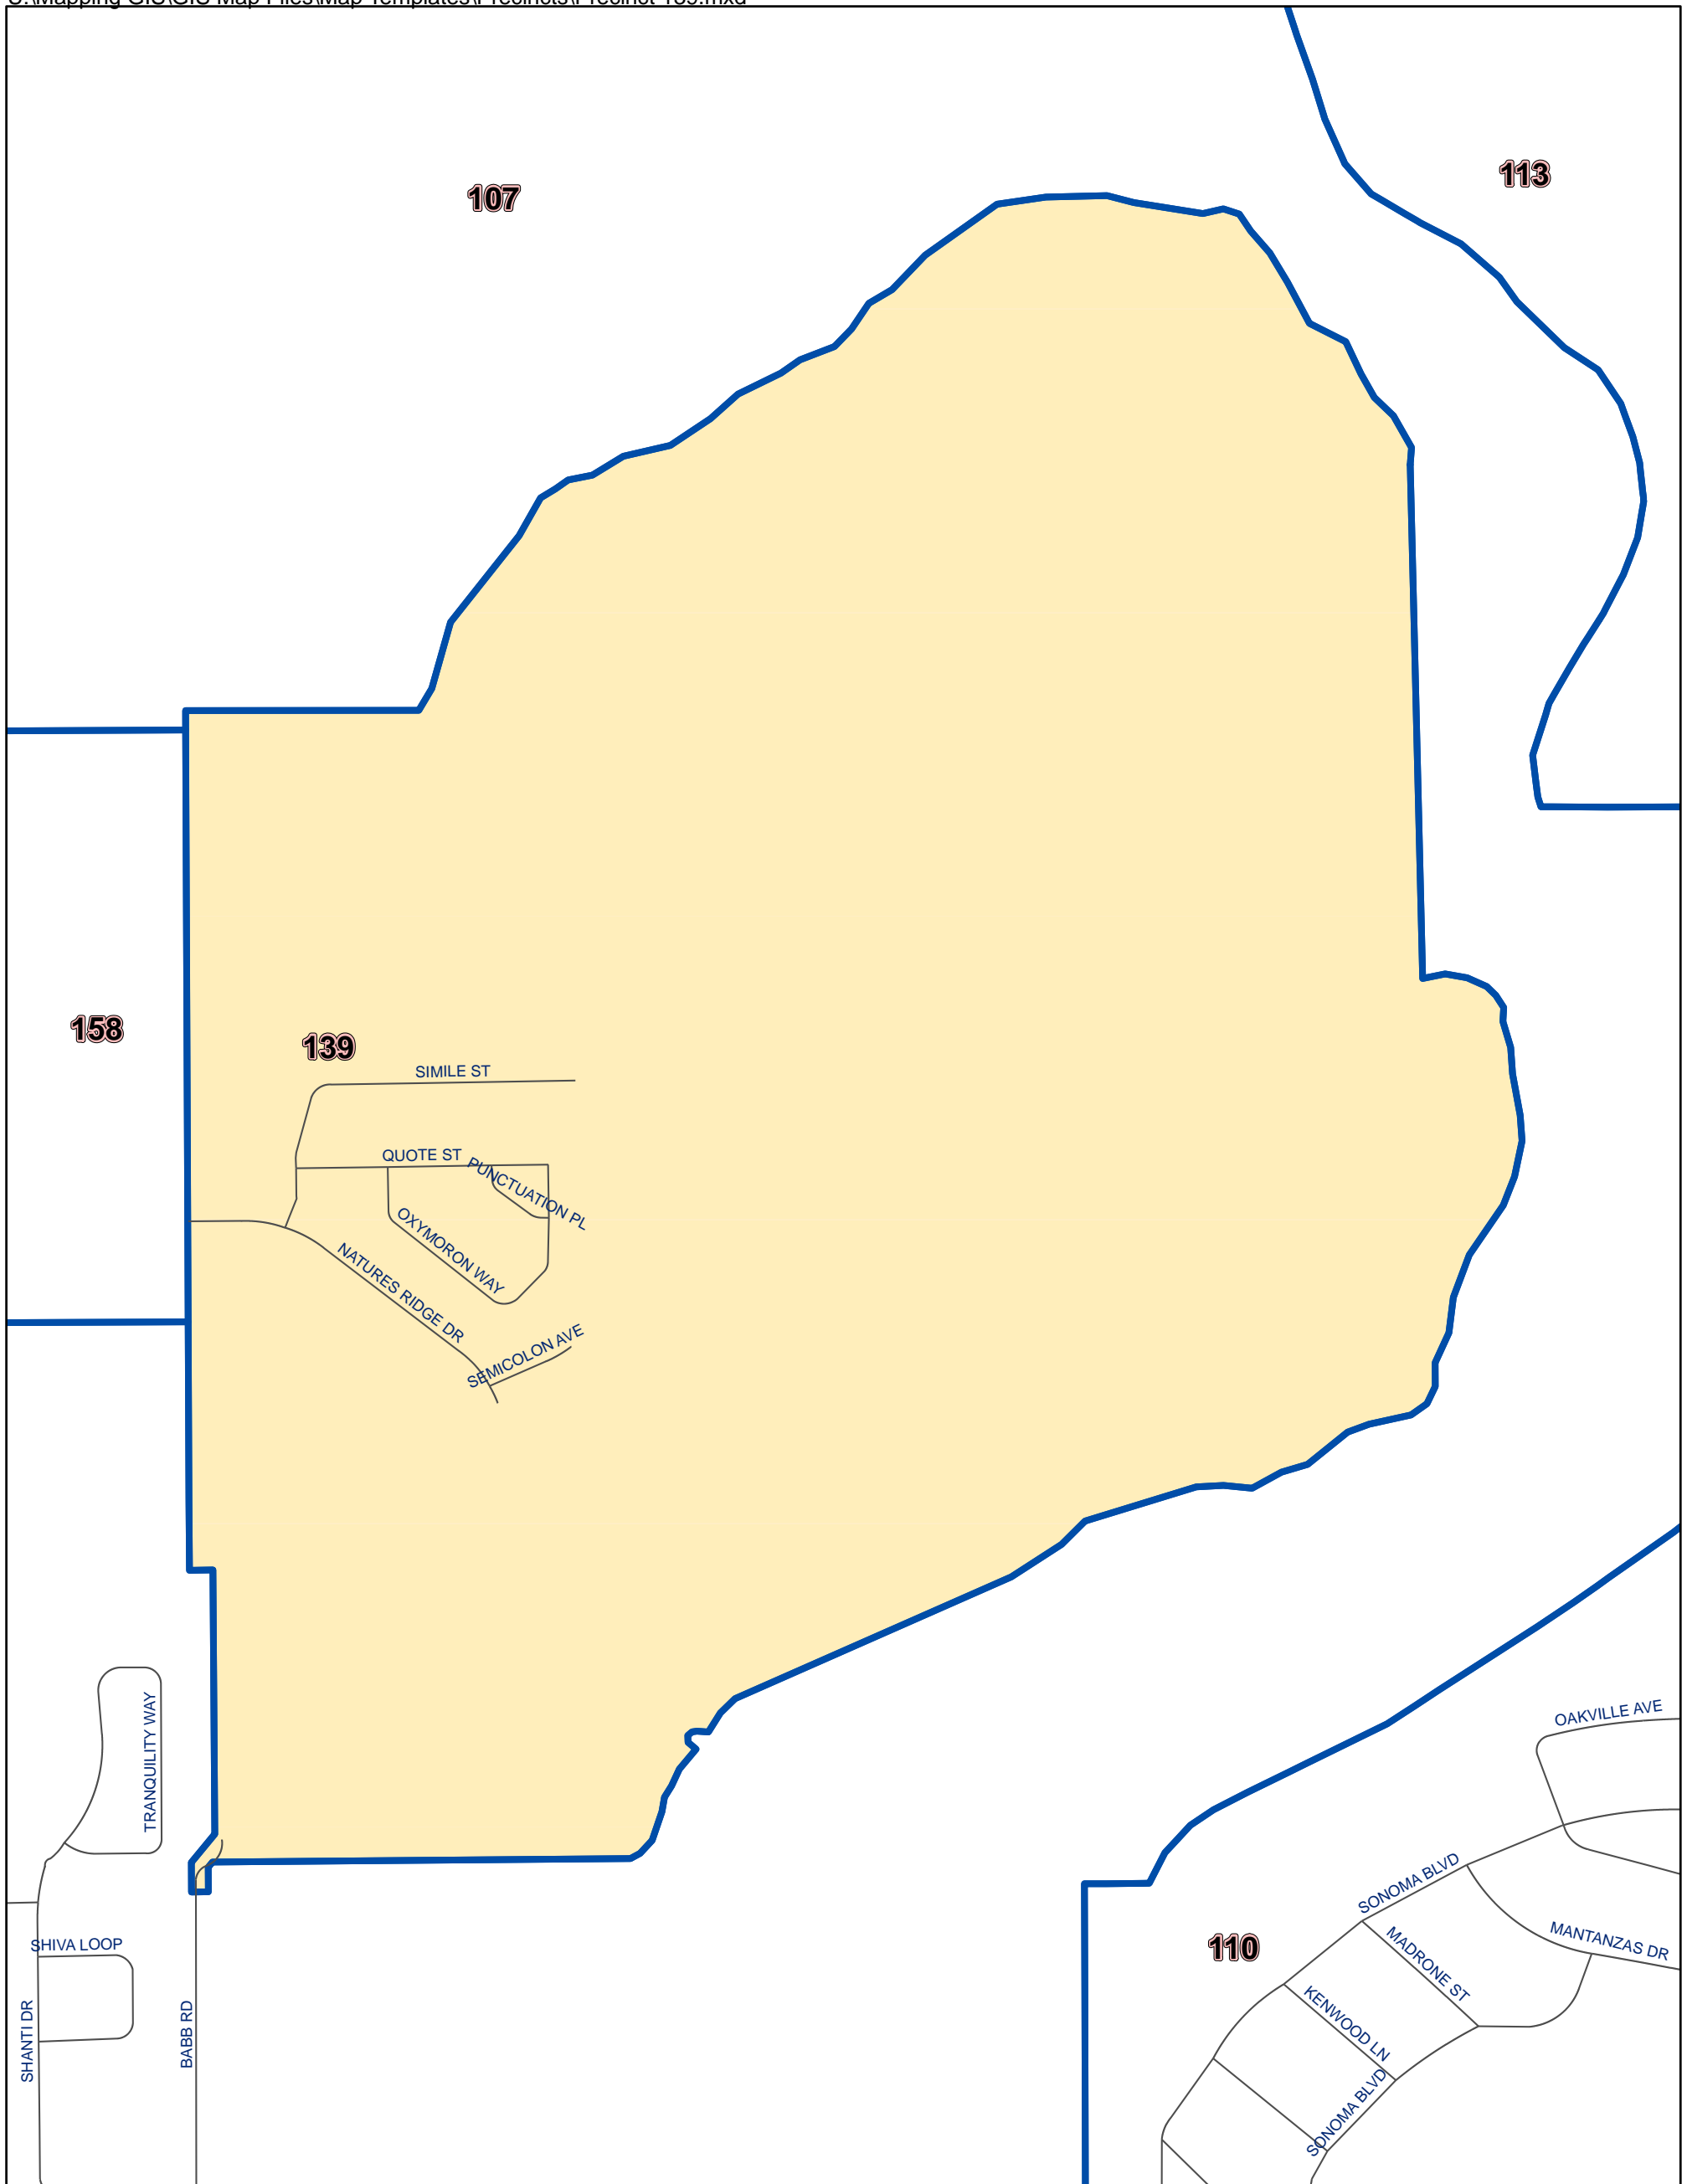 113
107
158
139
SIMILE ST
QUOTE ST
PUNCTUATION PL
OXYMORON WAY
NATURES RIDGE DR
SEMICOLON AVE
TRANQUILITY WAY
OAKVILLE AVE
SONOMA BLVD
MANTANZAS DR
SHIVA LOOP
110
MADRONE ST
KENWOOD LN
SHANTI DR
BABB RD
SONOMA BLVD